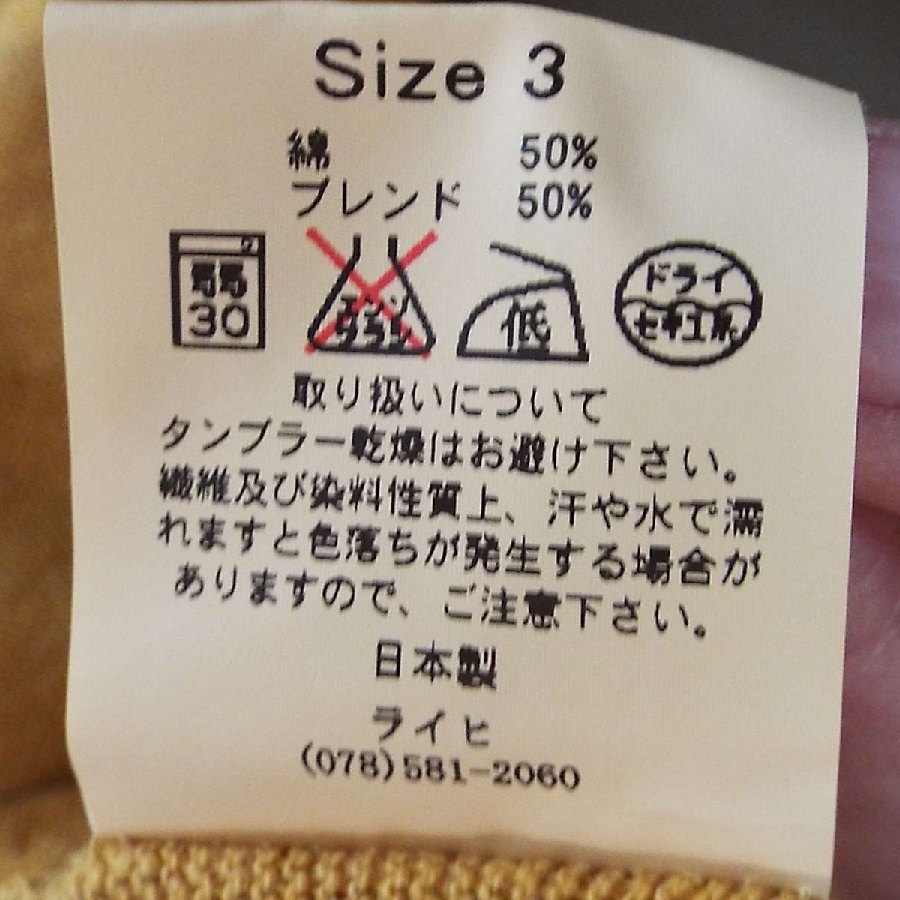 Size 3
綿 50%
ブレンド 50%
弱 30
エンソサラシ
低
ドライ
セキユ系
取り扱いについて
タンブラー乾燥はお避け下さい。
繊維及び染料性質上、汗や水で濡
れますと色落ちが発生する場合が
ありますので、ご注意下さい。
日本製
ライヒ
(078)581-2060